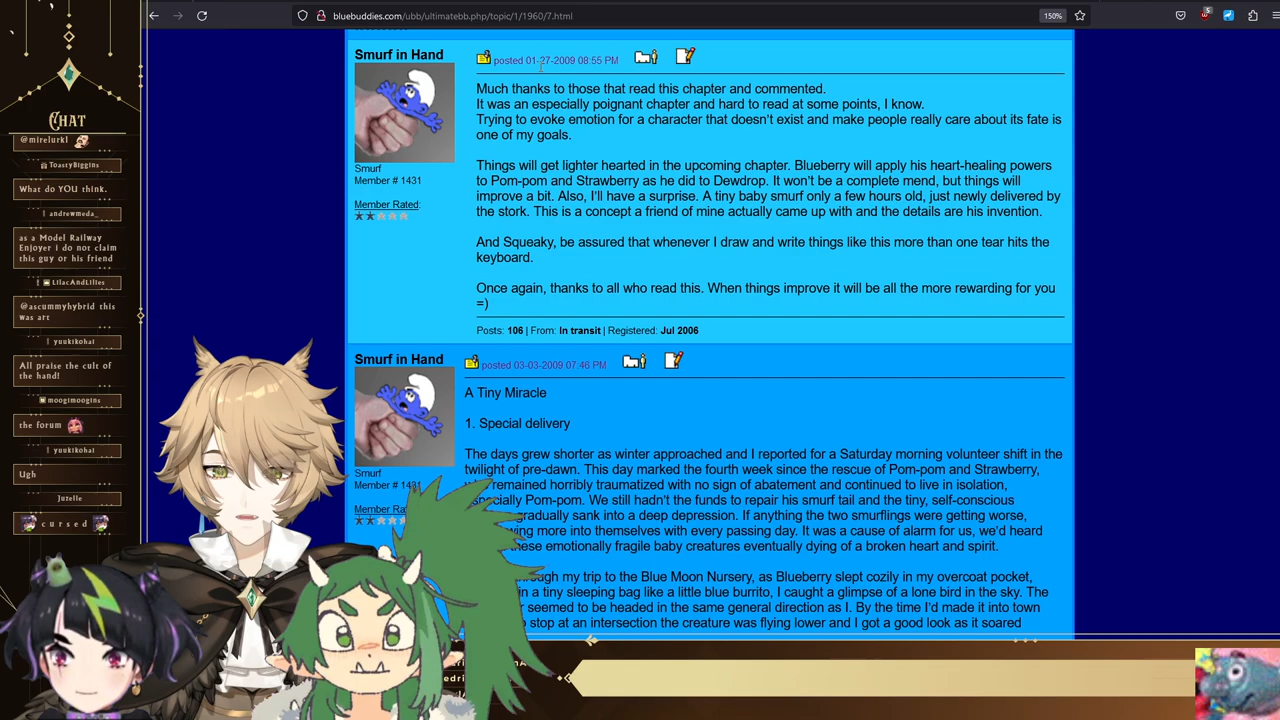 bluebuddies.com/ubb/ultimatebb.php/topic/1/1960/7.html
150%
5
CHAT
@mirelurkl
ToastyBiggins
What do YOU think.
andrewmeda_
as a Model Railway
Enjoyer i do not claim
this guy or his friend
LilacAndLilies
@ascummyhybrid this
was art
yuukikohai
All praise the cult of
the hand!
moogimoogins
the forum
yuukikohai
Ugh
Juzelle
c u r s e d
Smurf in Hand
posted 01-27-2009 08:55 PM
Smurf
Member # 1431
Member Rated:
Much thanks to those that read this chapter and commented.
It was an especially poignant chapter and hard to read at some points, I know.
Trying to evoke emotion for a character that doesn't exist and make people really care about its fate is
one of my goals.
Things will get lighter hearted in the upcoming chapter. Blueberry will apply his heart-healing powers
to Pom-pom and Strawberry as he did to Dewdrop. It won't be a complete mend, but things will
improve a bit. Also, I'll have a surprise. A tiny baby smurf only a few hours old, just newly delivered by
the stork. This is a concept a friend of mine actually came up with and the details are his invention.
And Squeaky, be assured that whenever I draw and write things like this more than one tear hits the
keyboard.
Once again, thanks to all who read this. When things improve it will be all the more rewarding for you
=)
Posts: 106 | From: In transit | Registered: Jul 2006
Smurf in Hand
posted 03-03-2009 07:46 PM
Smurf
Member # 1431
Member Ra
A Tiny Miracle
1. Special delivery
The days grew shorter as winter approached and I reported for a Saturday morning volunteer shift in the
twilight of pre-dawn. This day marked the fourth week since the rescue of Pom-pom and Strawberry,
remained horribly traumatized with no sign of abatement and continued to live in isolation,
especially Pom-pom. We still hadn't the funds to repair his smurf tail and the tiny, self-conscious
gradually sank into a deep depression. If anything the two smurflings were getting worse,
wing more into themselves with every passing day. It was a cause of alarm for us, we'd heard
these emotionally fragile baby creatures eventually dying of a broken heart and spirit.
rough my trip to the Blue Moon Nursery, as Blueberry slept cozily in my overcoat pocket,
in a tiny sleeping bag like a little blue burrito, I caught a glimpse of a lone bird in the sky. The
seemed to be headed in the same general direction as I. By the time I'd made it into town
stop at an intersection the creature was flying lower and I got a good look as it soared